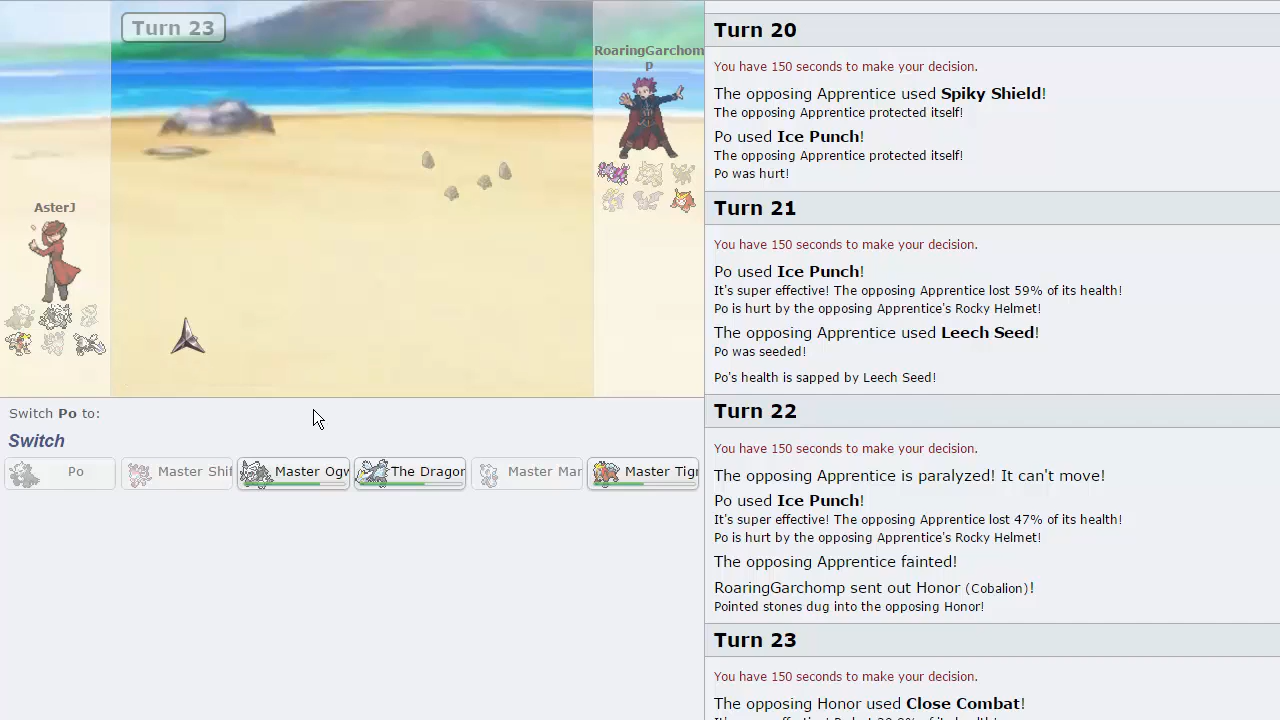 Turn 23
RoaringGarchom
p
AsterJ
Switch Po to:
Switch
Po
Master Shif
Master Ogw
The Dragor
Master Mar
Master Tigr
Turn 20
You have 150 seconds to make your decision.
The opposing Apprentice used Spiky Shield!
The opposing Apprentice protected itself!
Po used Ice Punch!
The opposing Apprentice protected itself!
Po was hurt!
Turn 21
You have 150 seconds to make your decision.
Po used Ice Punch!
It's super effective! The opposing Apprentice lost 59% of its health!
Po is hurt by the opposing Apprentice's Rocky Helmet!
The opposing Apprentice used Leech Seed!
Po was seeded!
Po's health is sapped by Leech Seed!
Turn 22
You have 150 seconds to make your decision.
The opposing Apprentice is paralyzed! It can't move!
Po used Ice Punch!
It's super effective! The opposing Apprentice lost 47% of its health!
Po is hurt by the opposing Apprentice's Rocky Helmet!
The opposing Apprentice fainted!
RoaringGarchomp sent out Honor (Cobalion)!
Pointed stones dug into the opposing Honor!
Turn 23
You have 150 seconds to make your decision.
The opposing Honor used Close Combat!